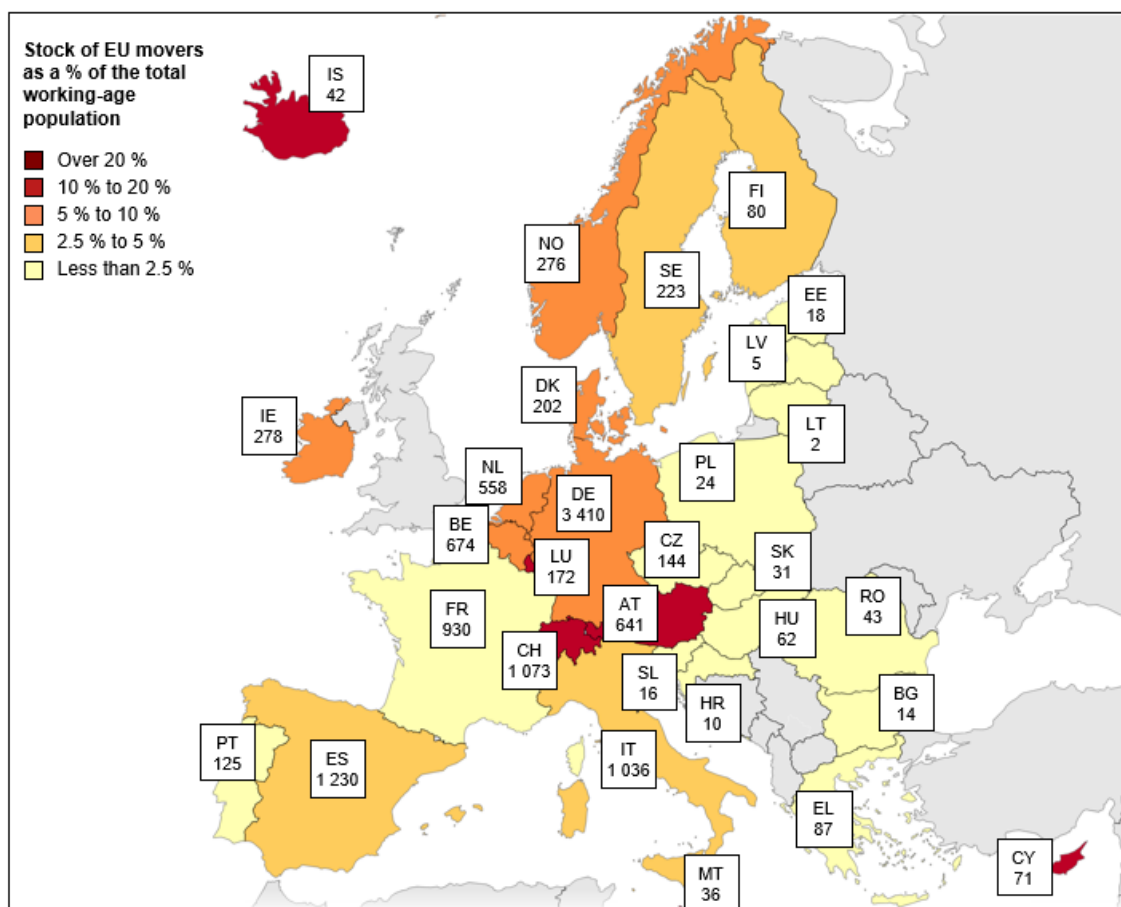 Stock of EU movers
as a % of the total
working-age
population
Over 20 %
10 % to 20 %
5 % to 10 %
2.5 % to 5 %
Less than 2.5 %
IS
42
FI
80
NO
276
SE
223
EE
18
LV
5
DK
202
IE
278
LT
2
NL
558
PL
24
DE
3 410
BE
674
CZ
144
LU
172
SK
31
RO
43
FR
930
AT
641
HU
62
CH
1 073
SL
16
HR
10
BG
14
PT
125
ES
1 230
IT
1 036
EL
87
CY
71
MT
36